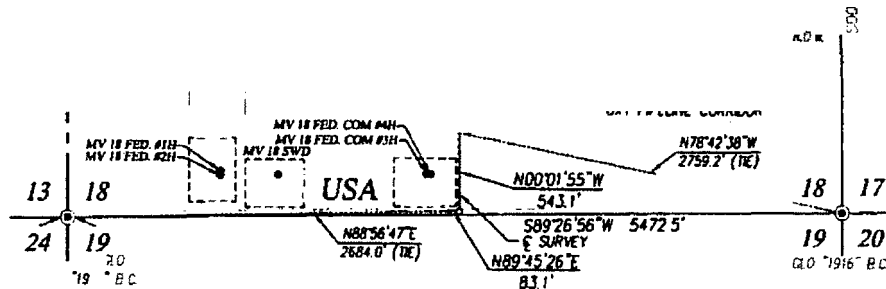 MV 18 FED. #1H
MV 18 FED. #2H
MV 18 SWD
MV 18 FED. COM #4H
MV 18 FED. COM #3H
PIPELINE CORRIDOR
N78°42'38"W
2759.2' (TIE)
N00°01'55"W
543.1'
USA
13 18
18 17
S89°26'56"W 5472.5'
℄ SURVEY
24 19
19 20
N88°56'47"E
2684.0' (TIE)
N89°45'26"E
83.1'
"19 " B.C.
GLO "1916" B.C.